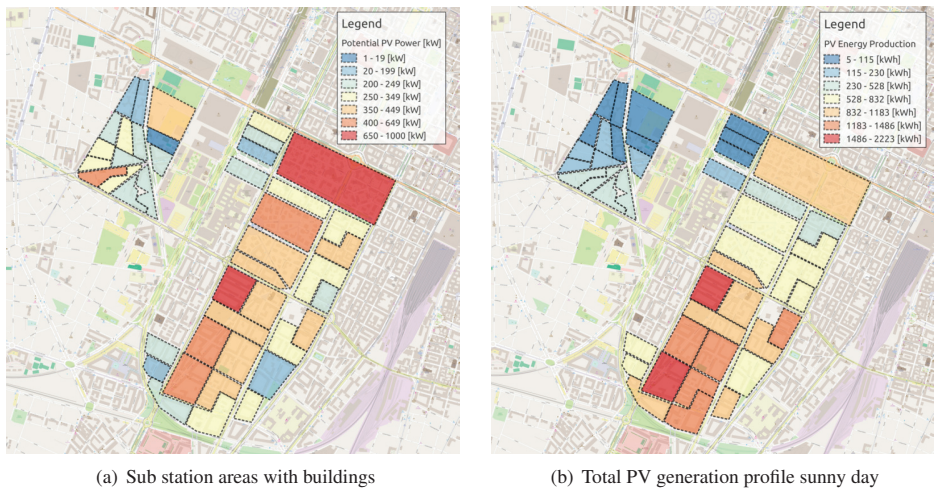 Legend
Potential PV Power [kW]
1 - 19 [kW]
20 - 199 [kW]
200 - 249 [kW]
250 - 349 [kW]
350 - 449 [kW]
400 - 649 [kW]
650 - 1000 [kW]
Legend
PV Energy Production
5 - 115 [kWh]
115 - 230 [kWh]
230 - 528 [kWh]
528 - 832 [kWh]
832 - 1183 [kWh]
1183 - 1486 [kWh]
1486 - 2223 [kWh]
(a) Sub station areas with buildings
(b) Total PV generation profile sunny day